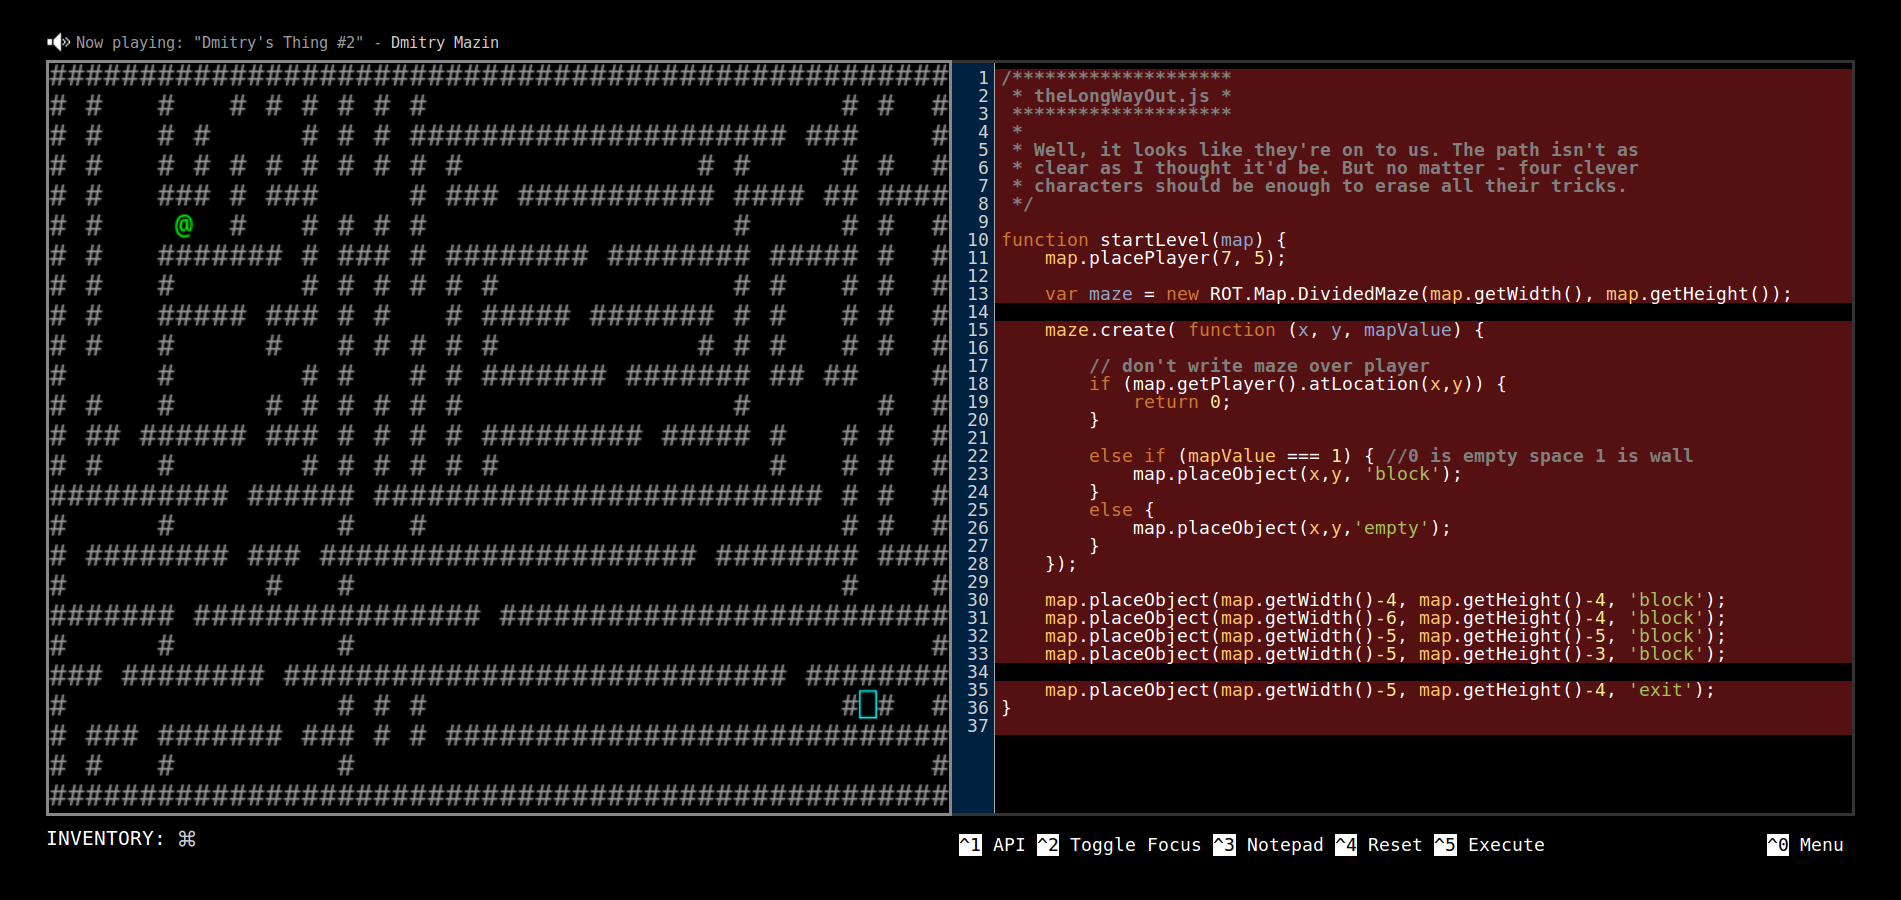 Now playing: "Dmitry's Thing #2" - Dmitry Mazin
##################################################
# #   #   # # # # # #                       # #  #
# #   # #     # # # ##################### ###    #
# #   # # # # # # # # #             # #     # #  #
# #   ### # ###     # ### ########### #### ## ####
# #    @  #   # # # #                 #     # #  #
# #   ####### # ### # ######## ######## ##### #  #
# #   #       # # # # # #             # #   # #  #
# #   ##### ### # #   # ##### ####### # #   # #  #
# #   #     #   # # # # #           # # #   # #  #
#     #       # #   # # ####### ####### ## ##    #
# #   #     # # # # # #               #       #  #
# ## ###### ### # # # # ######### ##### #   # #  #
# #   #       # # # # # #               #   # #  #
########## ###### ######################### # #  #
#     #         #   #                       # #  #
# ######## ### ##################### ######## ####
#           #   #                           #    #
####### ################ #########################
#     #         #                                #
### ######## ############################ ########
#               # # #                       #⎕#  #
# ### ####### ### # # ############################
# #   #         #                                #
##################################################
INVENTORY: ⌘
1 /********************
2  * theLongWayOut.js *
3  ********************
4  *
5  * Well, it looks like they're on to us. The path isn't as
6  * clear as I thought it'd be. But no matter - four clever
7  * characters should be enough to erase all their tricks.
8  */
9
10 function startLevel(map) {
11     map.placePlayer(7, 5);
12
13     var maze = new ROT.Map.DividedMaze(map.getWidth(), map.getHeight());
14
15     maze.create( function (x, y, mapValue) {
16
17         // don't write maze over player
18         if (map.getPlayer().atLocation(x,y)) {
19             return 0;
20         }
21
22         else if (mapValue === 1) { //0 is empty space 1 is wall
23             map.placeObject(x,y, 'block');
24         }
25         else {
26             map.placeObject(x,y,'empty');
27         }
28     });
29
30     map.placeObject(map.getWidth()-4, map.getHeight()-4, 'block');
31     map.placeObject(map.getWidth()-6, map.getHeight()-4, 'block');
32     map.placeObject(map.getWidth()-5, map.getHeight()-5, 'block');
33     map.placeObject(map.getWidth()-5, map.getHeight()-3, 'block');
34
35     map.placeObject(map.getWidth()-5, map.getHeight()-4, 'exit');
36 }
37
^1 API ^2 Toggle Focus ^3 Notepad ^4 Reset ^5 Execute ^0 Menu